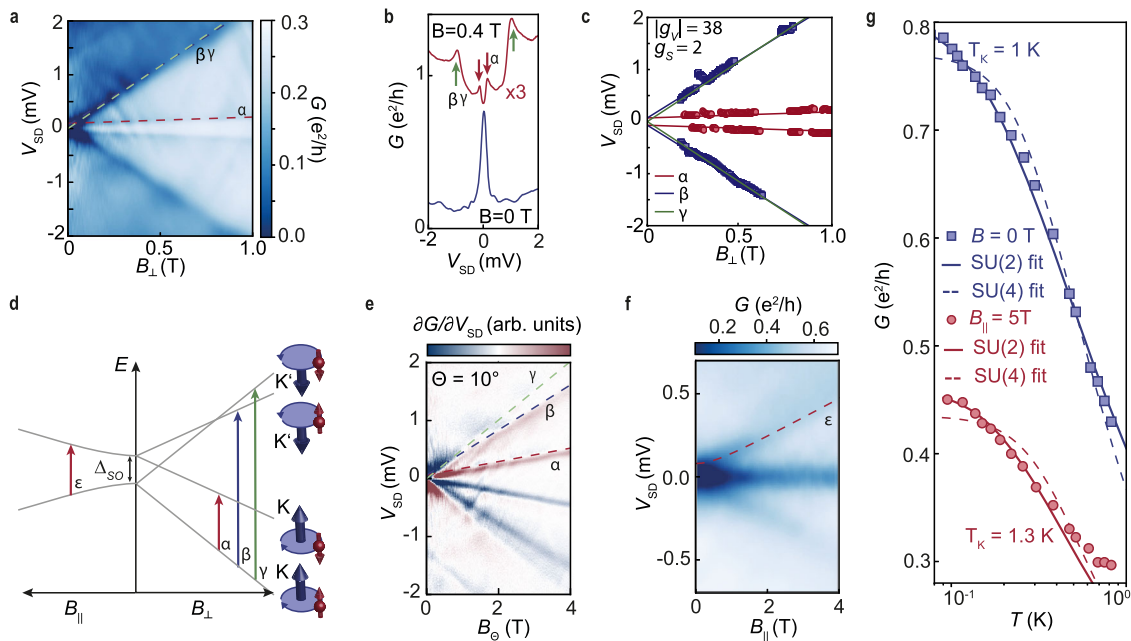 a
2
1
0
-1
-2
V_SD (mV)
0
0.5
1.0
B⊥ (T)
βγ
α
0.3
0.2
0.1
0.0
G (e²/h)
b
B=0.4 T
α
βγ
x3
B=0 T
1
0
G (e²/h)
-2
0
2
V_SD (mV)
c
|g_v| = 38
g_s = 2
2
1
0
-1
-2
V_SD (mV)
α
β
γ
0
0.5
1.0
B⊥ (T)
d
E
K‘
K‘
Δ_SO
ε
K
K
α
β
γ
B||
B⊥
e
∂G/∂V_SD (arb. units)
Θ = 10°
γ
β
α
2
1
0
-1
-2
V_SD (mV)
0
2
4
B_Θ (T)
f
G (e²/h)
0.2
0.4
0.6
ε
0.5
0.0
-0.5
V_SD (mV)
0
2
4
B|| (T)
g
T_K = 1 K
0.8
0.7
0.6
0.5
0.4
0.3
G (e²/h)
B = 0 T
SU(2) fit
SU(4) fit
B|| = 5T
SU(2) fit
SU(4) fit
T_K = 1.3 K
10⁻¹
10⁰
T (K)